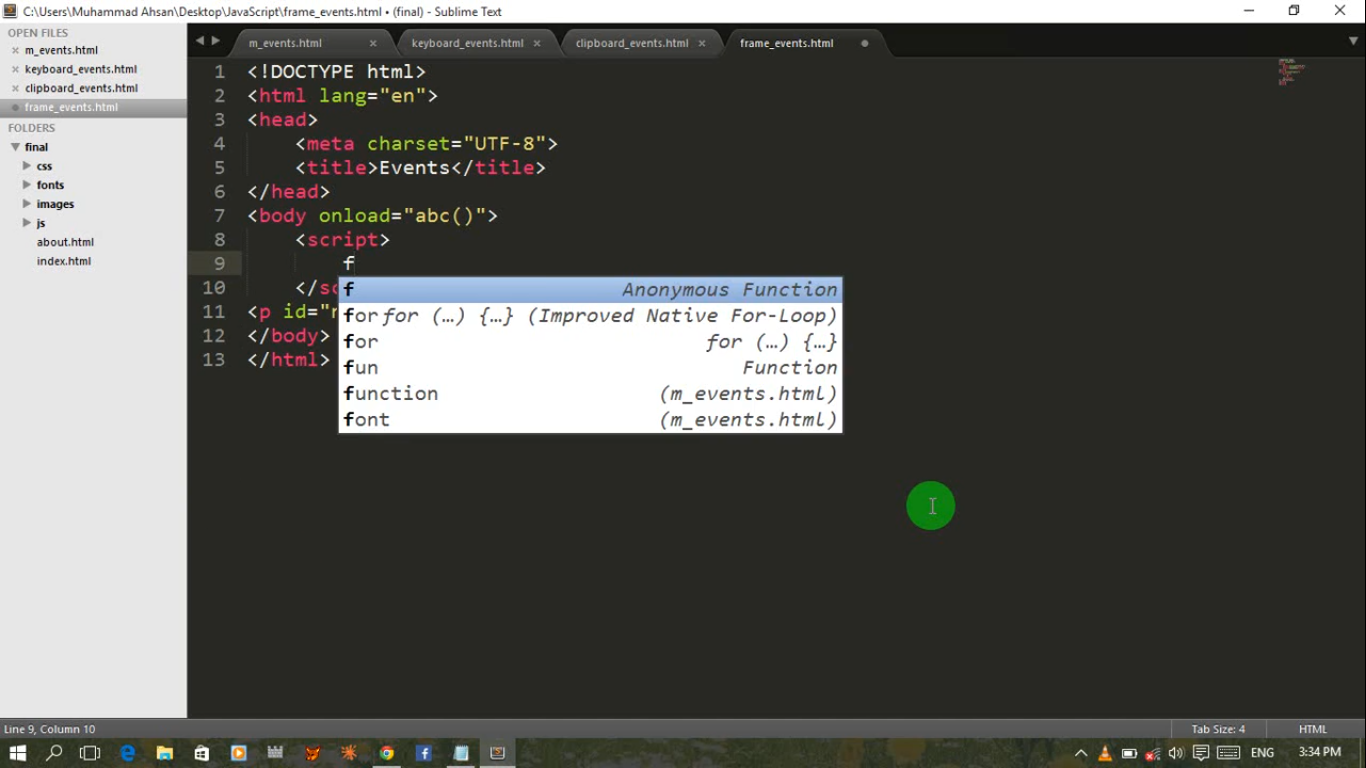 C:\Users\Muhammad Ahsan\Desktop\JavaScript\frame_events.html • (final) - Sublime Text
OPEN FILES
m_events.html
keyboard_events.html
clipboard_events.html
frame_events.html
FOLDERS
final
css
fonts
images
js
about.html
index.html
m_events.html
keyboard_events.html
clipboard_events.html
frame_events.html
1 <!DOCTYPE html>
2 <html lang="en">
3 <head>
4 <meta charset="UTF-8">
5 <title>Events</title>
6 </head>
7 <body onload="abc()">
8 <script>
9 f
10 </sc
11 <p id="
12 </body>
13 </html>
f Anonymous Function
for for (…) {…} (Improved Native For-Loop)
for for (…) {…}
fun Function
function (m_events.html)
font (m_events.html)
Line 9, Column 10
Tab Size: 4
HTML
ENG
3:34 PM